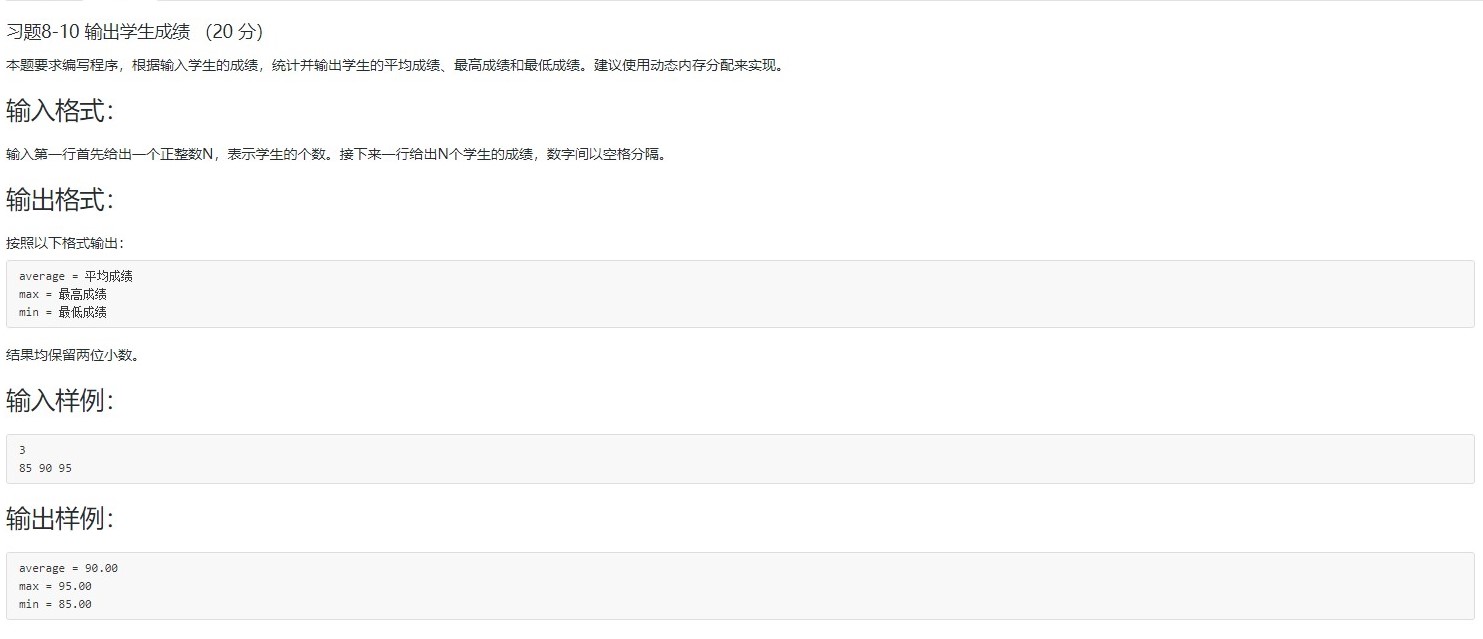 习题8-10 输出学生成绩 （20 分）
本题要求编写程序，根据输入学生的成绩，统计并输出学生的平均成绩、最高成绩和最低成绩。建议使用动态内存分配来实现。
输入格式：
输入第一行首先给出一个正整数N，表示学生的个数。接下来一行给出N个学生的成绩，数字间以空格分隔。
输出格式：
按照以下格式输出：
average = 平均成绩
max = 最高成绩
min = 最低成绩
结果均保留两位小数。
输入样例：
3
85 90 95
输出样例：
average = 90.00
max = 95.00
min = 85.00